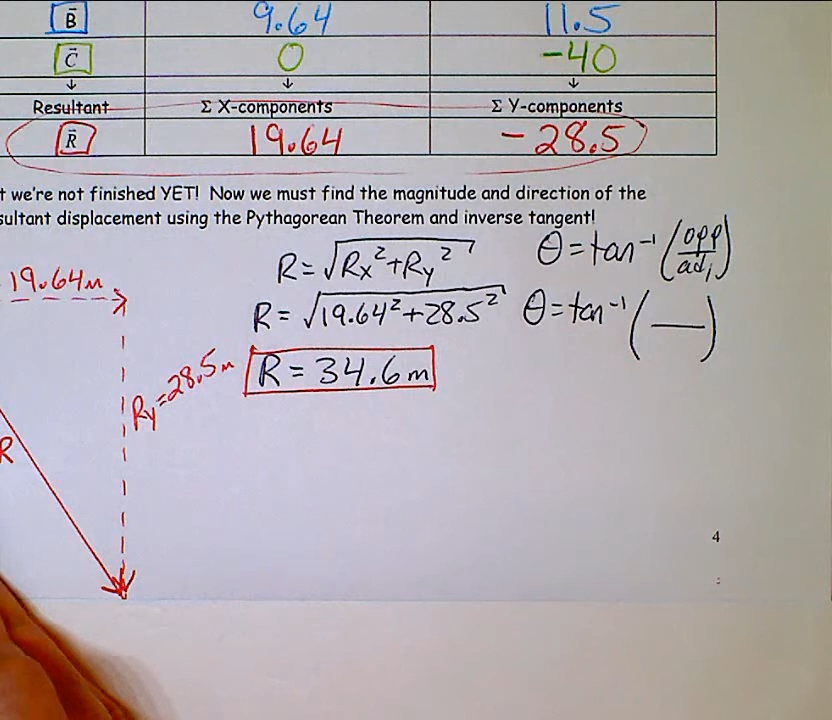 B̄ 9.64 11.5
C̄ 0 -40
↓ ↓ ↓
Resultant Σ X-components Σ Y-components
R̄ 19.64 -28.5
t we're not finished YET! Now we must find the magnitude and direction of the
sultant displacement using the Pythagorean Theorem and inverse tangent!
19.64m
R = √(Rx² + Ry²)
θ = tan⁻¹ (opp/adj)
R = √(19.64² + 28.5²)
θ = tan⁻¹ (—)
Ry = 28.5m
R = 34.6m
R
4